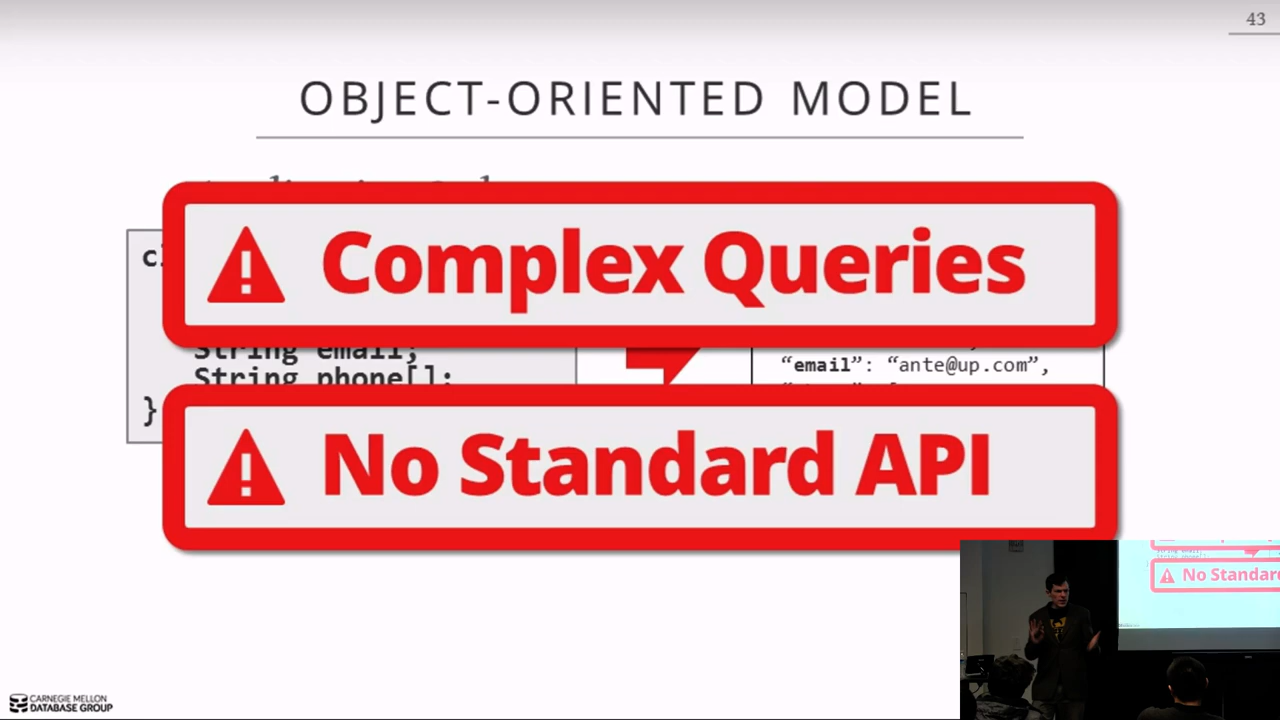 43
OBJECT-ORIENTED MODEL
Complex Queries
String email;
String phone[];
}
“email”: “ante@up.com”,
No Standard API
No Standard
CARNEGIE MELLON
DATABASE GROUP